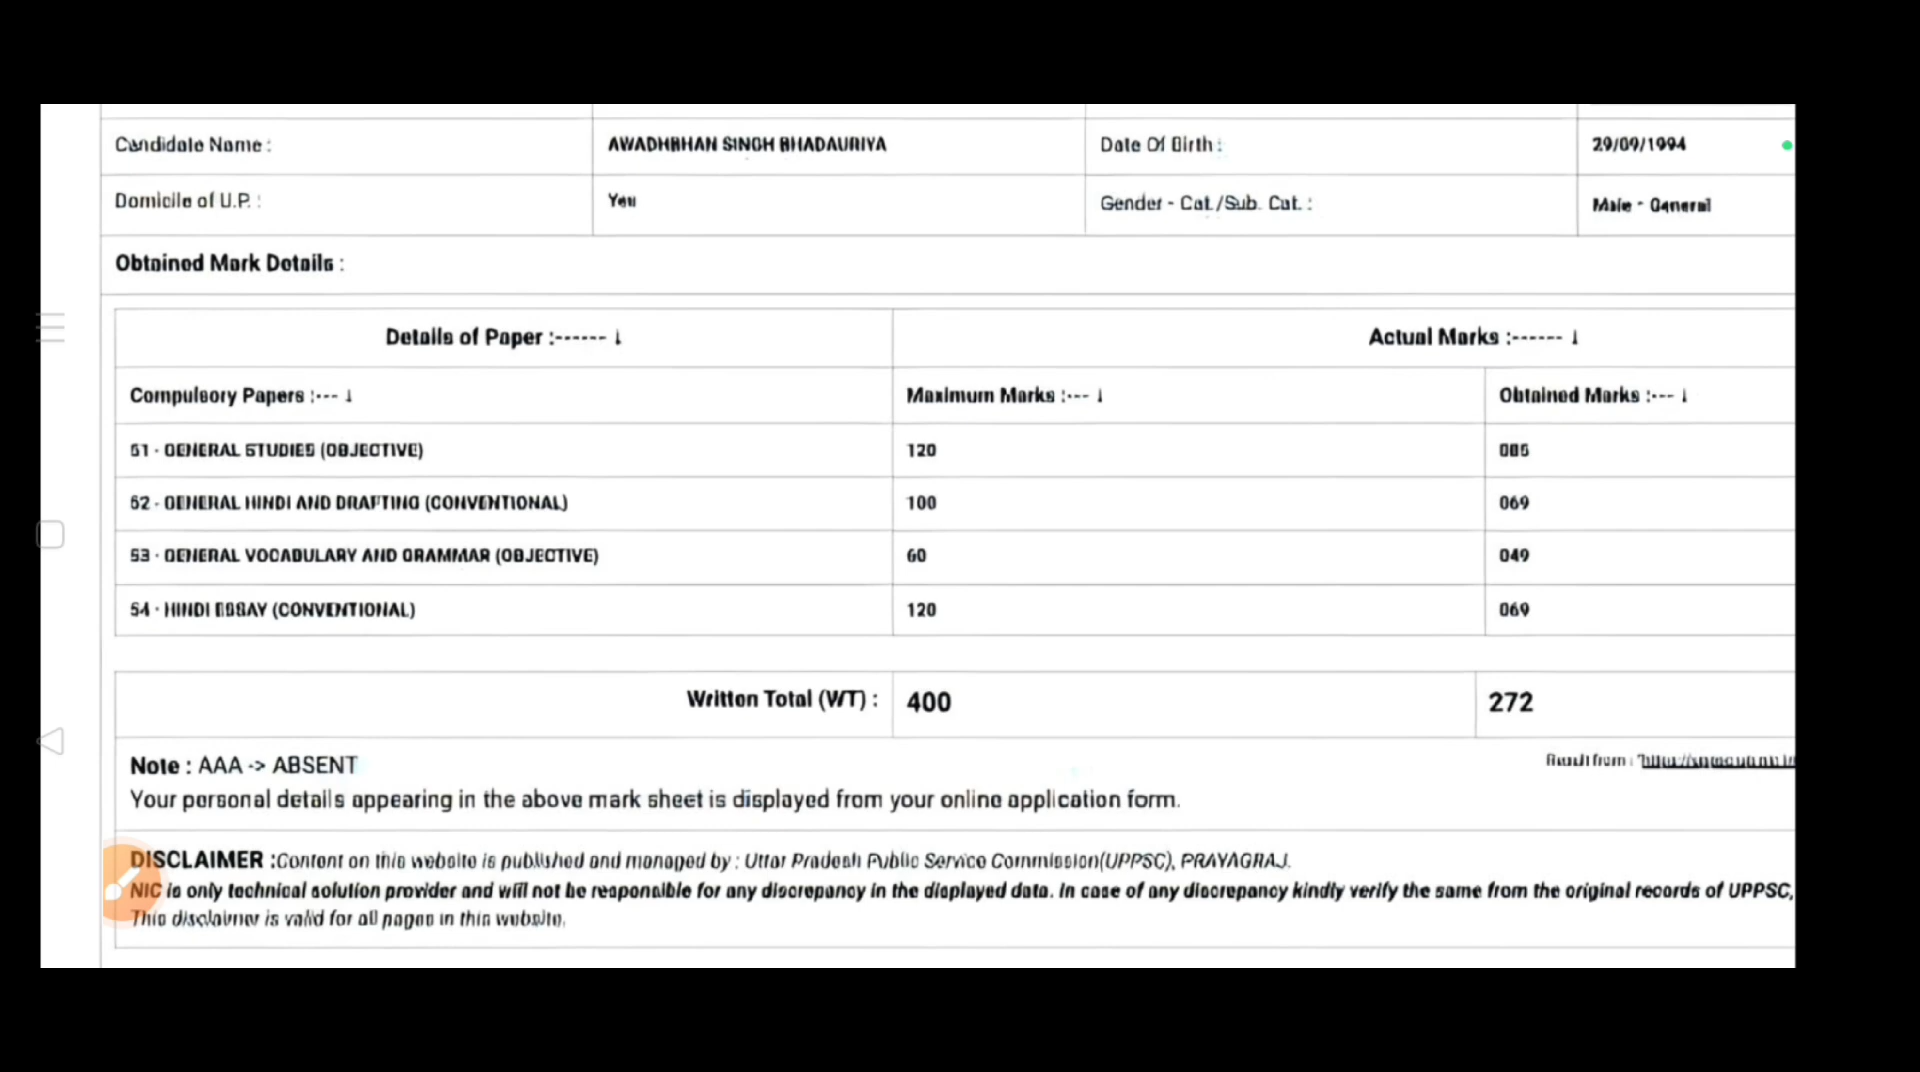 Candidate Name : AWADHBHAN SINGH BHADAURIYA Date Of Birth : 29/09/1994
Domicile of U.P. : Yes Gender - Cat./Sub. Cat. : Male - General
Obtained Mark Details :
Details of Paper :------ ↓ Actual Marks :------ ↓
Compulsory Papers :--- ↓ Maximum Marks :--- ↓ Obtained Marks :--- ↓
51 - GENERAL STUDIES (OBJECTIVE) 120 085
52 - GENERAL HINDI AND DRAFTING (CONVENTIONAL) 100 069
53 - GENERAL VOCABULARY AND GRAMMAR (OBJECTIVE) 60 049
54 - HINDI ESSAY (CONVENTIONAL) 120 069
Written Total (WT) : 400 272
Note : AAA -> ABSENT Result from :
Your personal details appearing in the above mark sheet is displayed from your online application form.
DISCLAIMER :Content on this website is published and managed by : Uttar Pradesh Public Service Commission(UPPSC), PRAYAGRAJ.
NIC is only technical solution provider and will not be responsible for any discrepancy in the displayed data. In case of any discrepancy kindly verify the same from the original records of UPPSC,
This disclaimer is valid for all pages in this website.